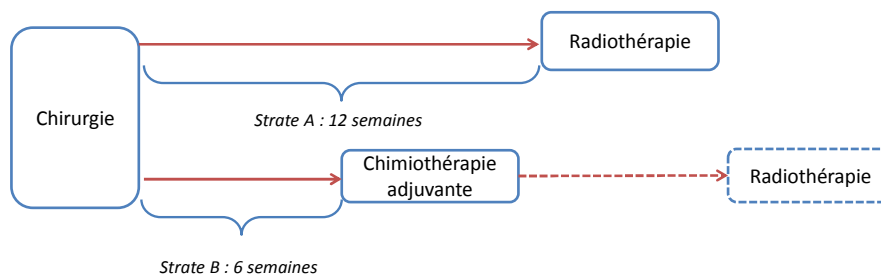 Radiothérapie
Chirurgie
Strate A : 12 semaines
Chimiothérapie
adjuvante
Radiothérapie
Strate B : 6 semaines